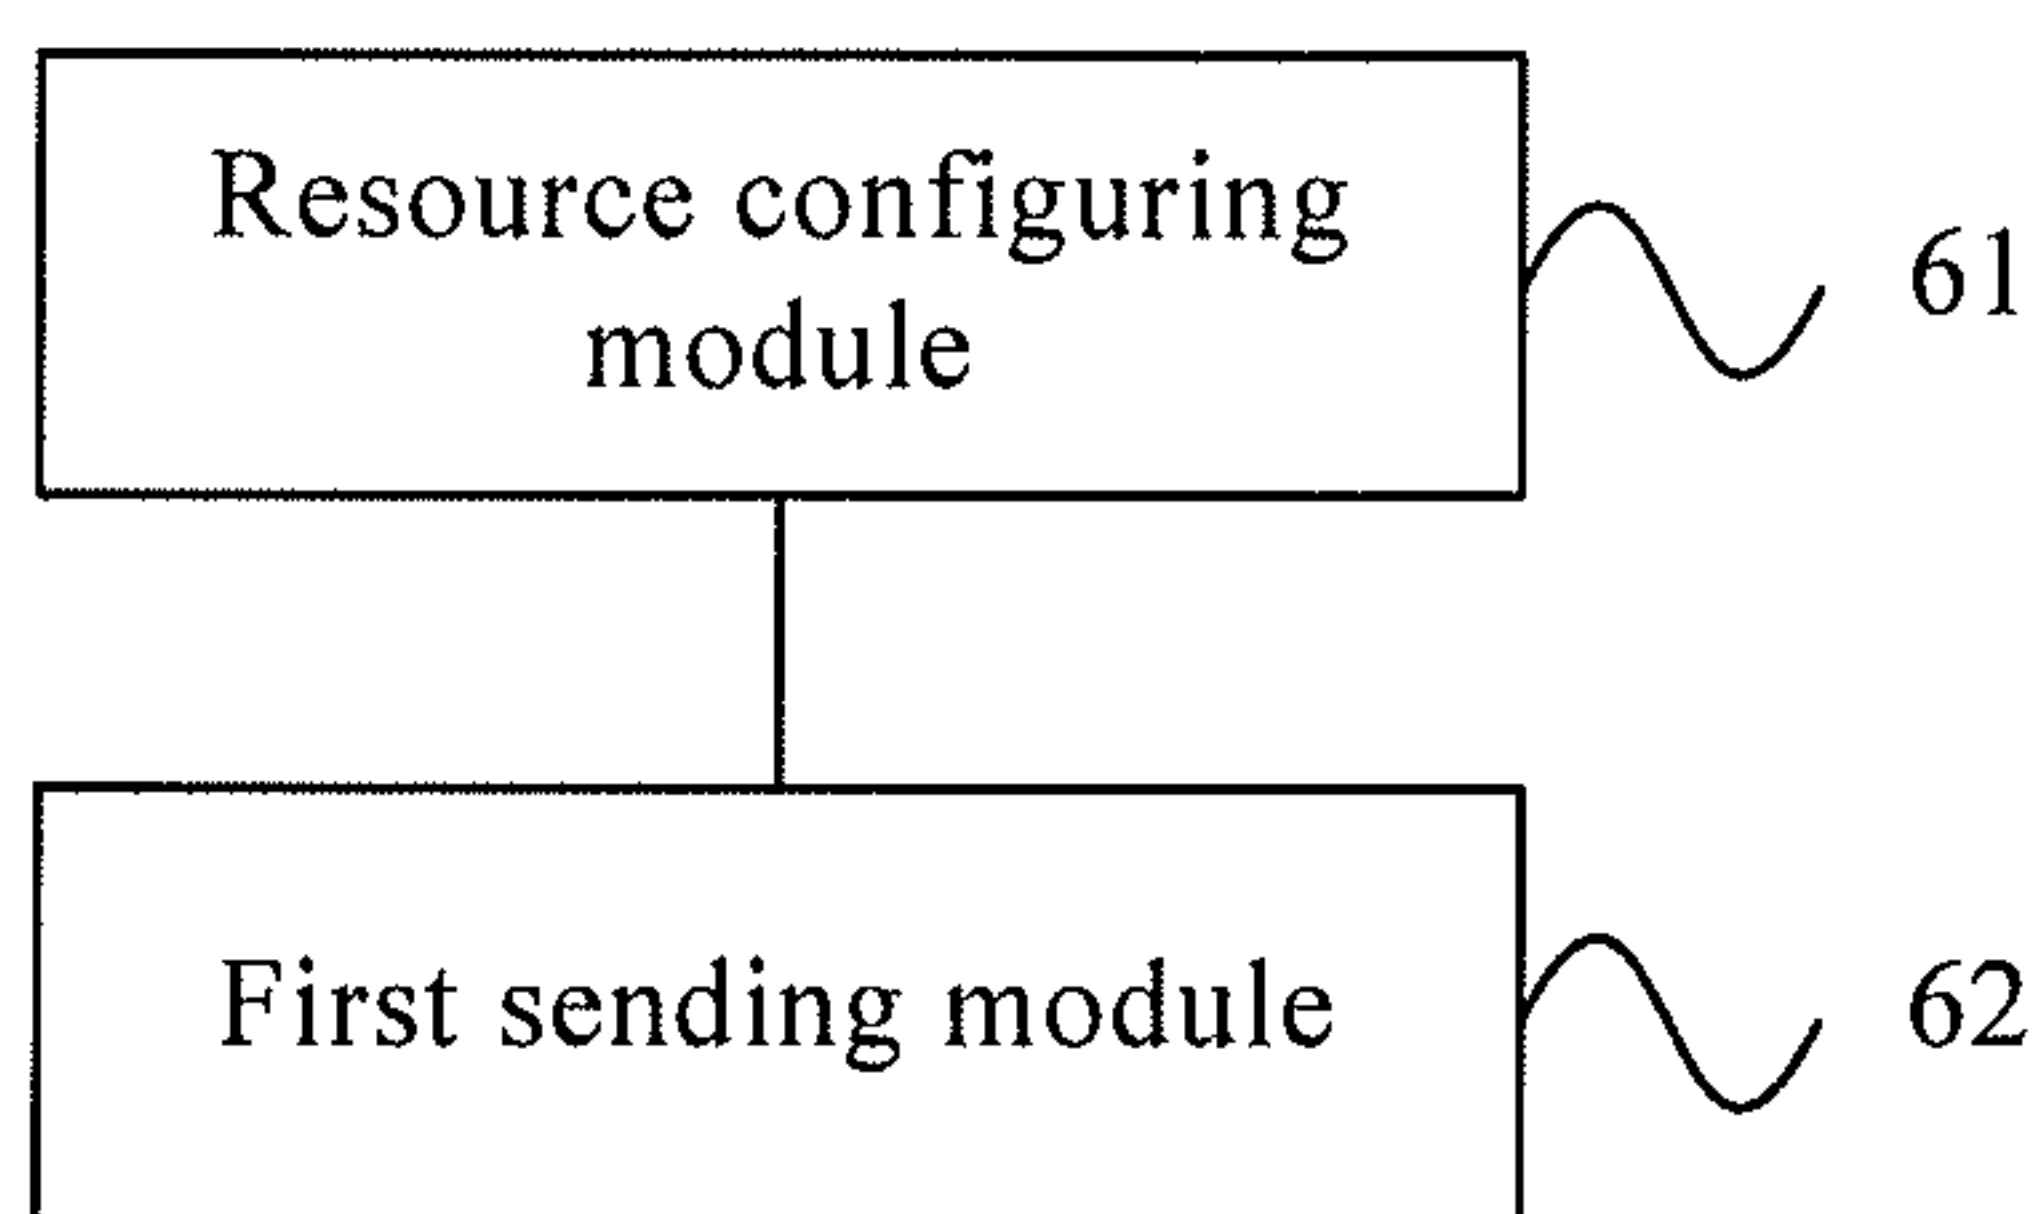 Resource configuring
module
61
First sending module
62